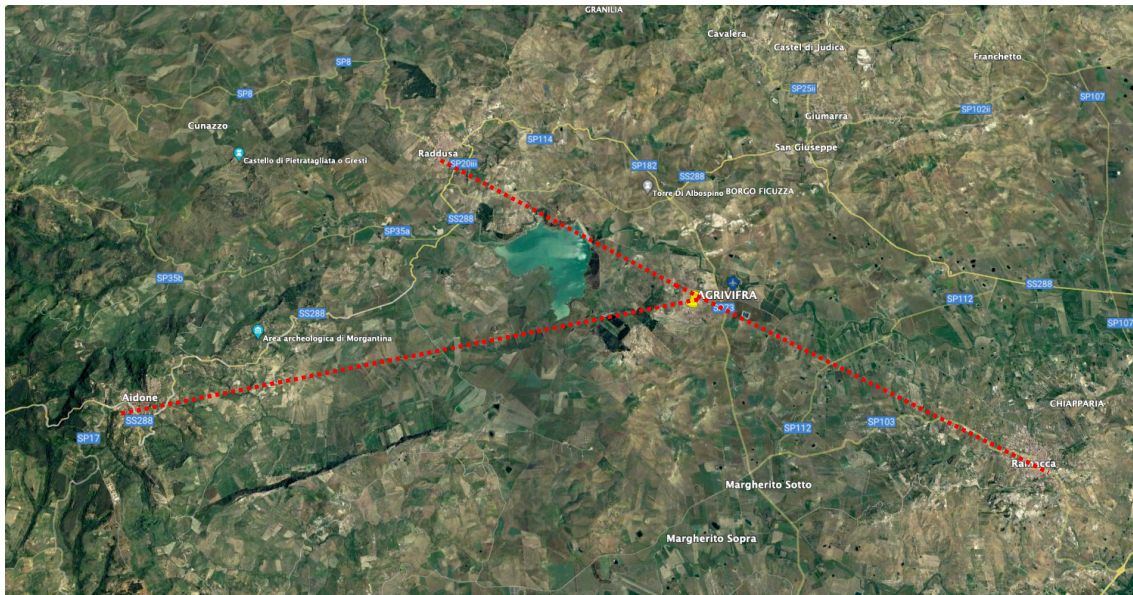 GRANILIA
Cavalera
Castel di Judica
Franchetto
SP8
SP25ii
SP8
SP107
SP102ii
Giumarra
Cunazzo
SP114
San Giuseppe
Raddusa
Castello di Pietratagliata o Gresti
SP20iii
SP182
SS288
Torre Di Albospino
BORGO FICUZZA
SS288
SP35a
SP35b
SS288
AGRIVIFRA
SP112
SP73
SS288
SP107
Area archeologica di Morgantina
Aidone
CHIAPPARIA
SS288
SP103
SP112
SP17
Ramacca
Margherito Sotto
Margherito Sopra